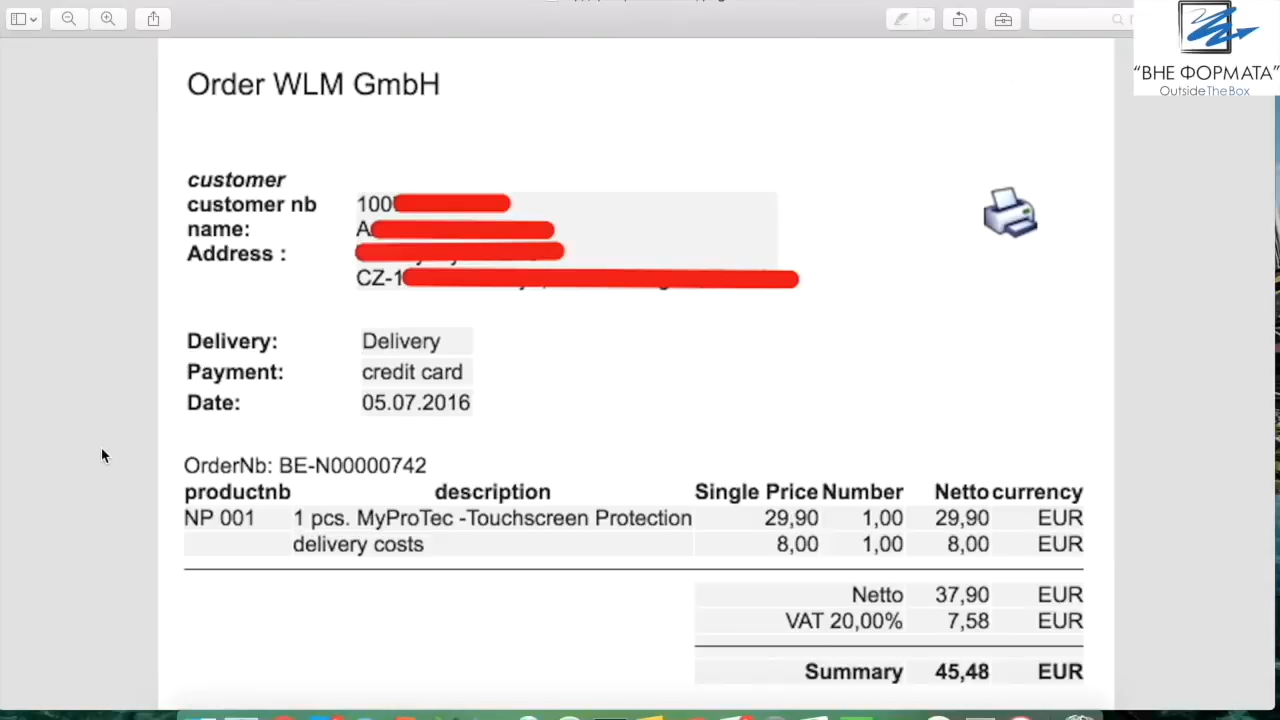 "ВНЕ ФОРМАТА"
OutsideTheBox
Order WLM GmbH
customer
customer nb 100
name: A
Address :
CZ-1
Delivery: Delivery
Payment: credit card
Date: 05.07.2016
OrderNb: BE-N00000742
productnb description Single Price Number Netto currency
NP 001 1 pcs. MyProTec -Touchscreen Protection 29,90 1,00 29,90 EUR
delivery costs 8,00 1,00 8,00 EUR
Netto 37,90 EUR
VAT 20,00% 7,58 EUR
Summary 45,48 EUR